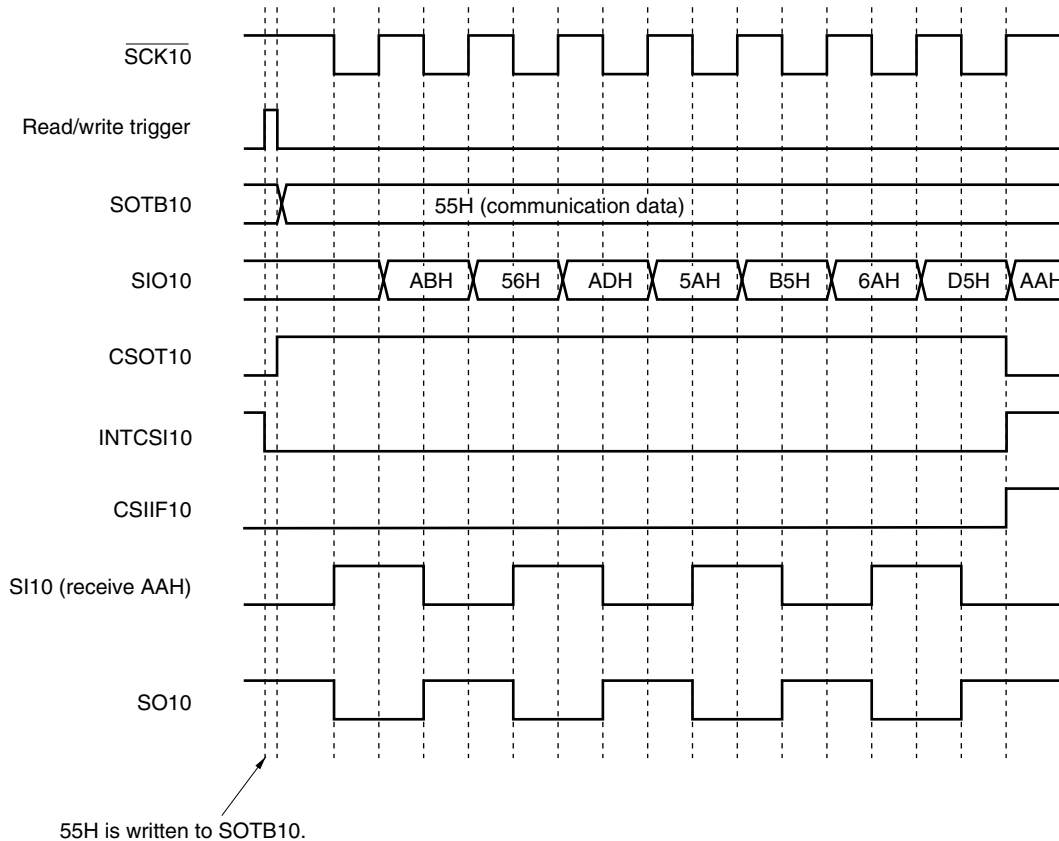 SCK10
Read/write trigger
SOTB10
55H (communication data)
SIO10
ABH 56H ADH 5AH B5H 6AH D5H AAH
CSOT10
INTCSI10
CSIIF10
SI10 (receive AAH)
SO10
55H is written to SOTB10.